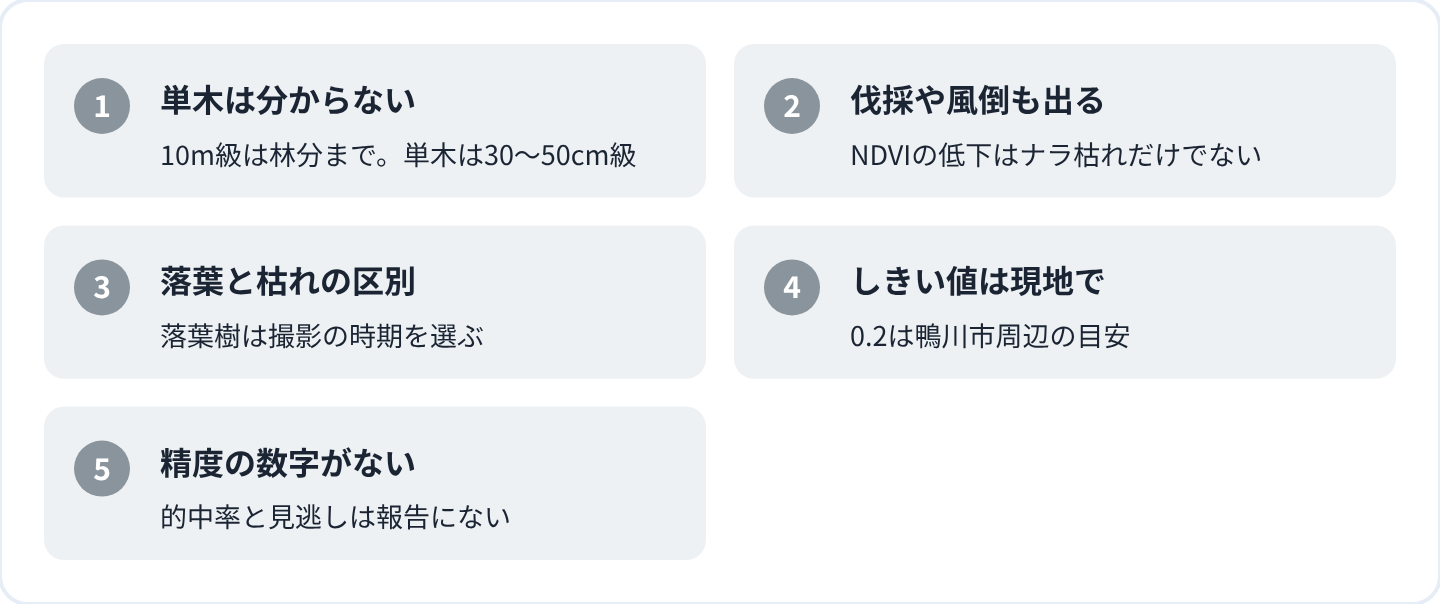 1
単木は分からない
10m級は林分まで。単木は30〜50cm級
2
伐採や風倒も出る
NDVIの低下はナラ枯れだけでない
3
落葉と枯れの区別
落葉樹は撮影の時期を選ぶ
4
しきい値は現地で
0.2は鴨川市周辺の目安
5
精度の数字がない
的中率と見逃しは報告にない